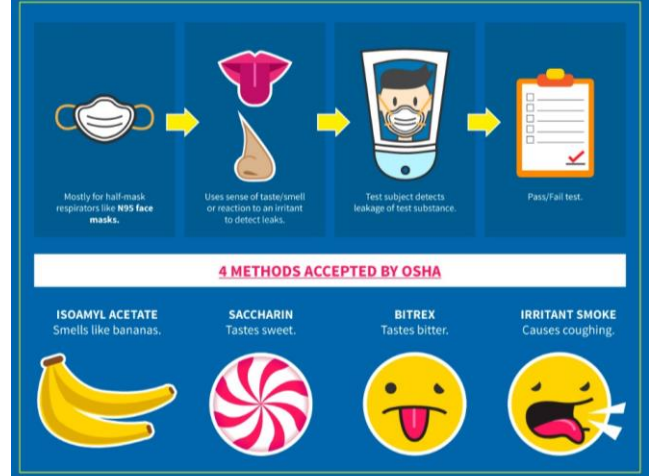 Mostly for half-mask
respirators like N95 face
masks.
Uses sense of taste/smell
or reaction to an irritant
to detect leaks.
Test subject detects
leakage of test substance.
Pass/Fail test.
4 METHODS ACCEPTED BY OSHA
ISOAMYL ACETATE
Smells like bananas.
SACCHARIN
Tastes sweet.
BITREX
Tastes bitter.
IRRITANT SMOKE
Causes coughing.